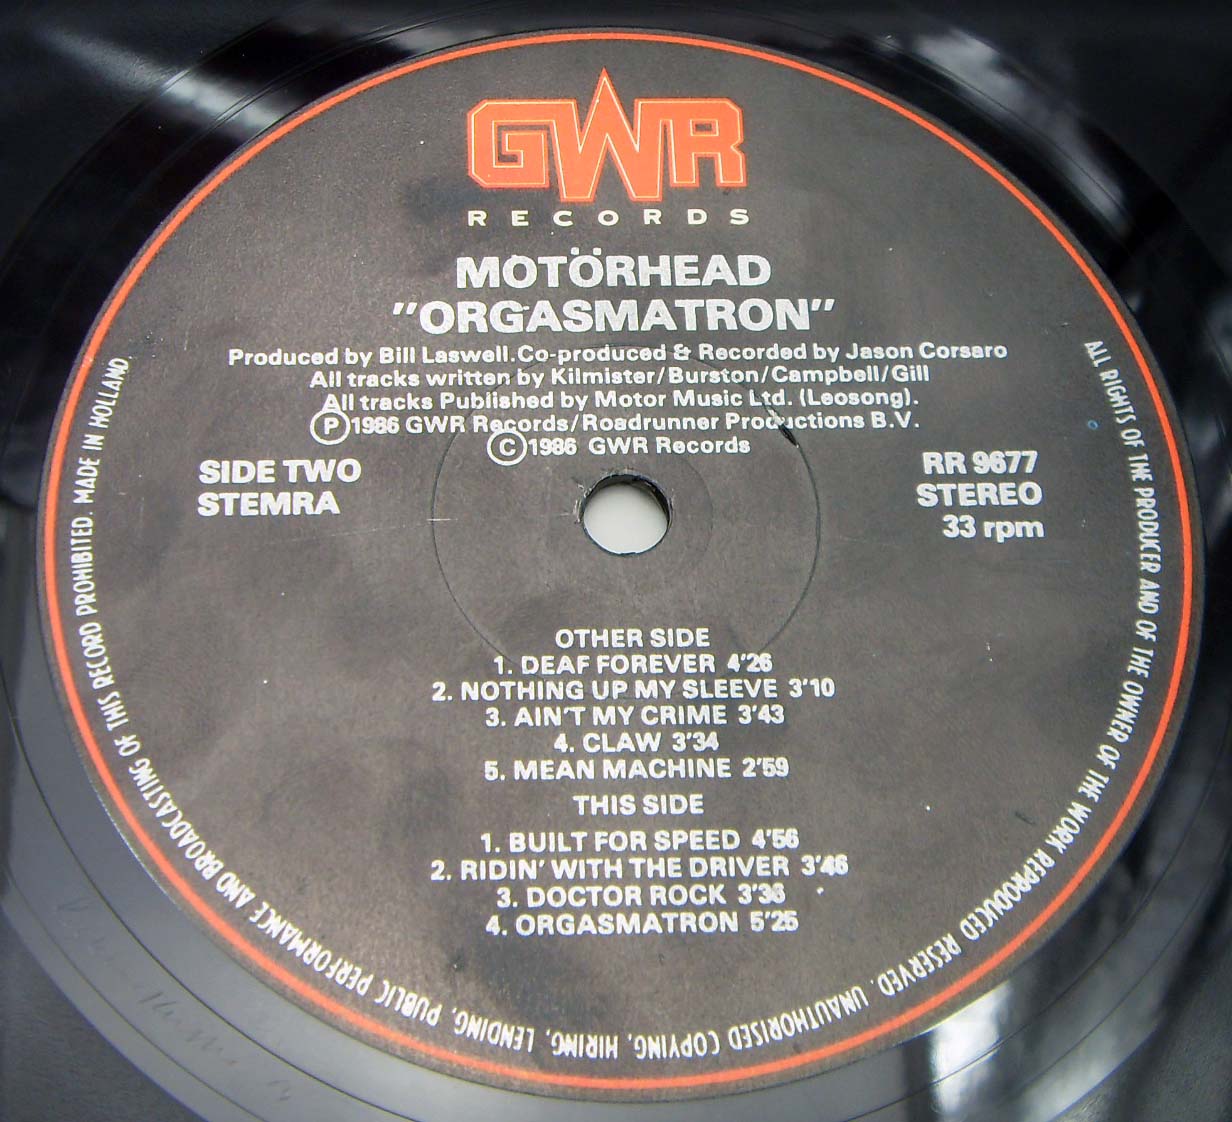 GWR
RECORDS
MOTÖRHEAD
"ORGASMATRON"
Produced by Bill Laswell. Co-produced & Recorded by Jason Corsaro
All tracks written by Kilmister/Burston/Campbell/Gill
All tracks Published by Motor Music Ltd. (Leosong).
Ⓟ1986 GWR Records/Roadrunner Productions B.V.
Ⓒ1986 GWR Records
SIDE TWO
STEMRA
RR 9677
STEREO
33 rpm
OTHER SIDE
1. DEAF FOREVER 4'26
2. NOTHING UP MY SLEEVE 3'10
3. AIN'T MY CRIME 3'43
4. CLAW 3'34
5. MEAN MACHINE 2'59
THIS SIDE
1. BUILT FOR SPEED 4'56
2. RIDIN' WITH THE DRIVER 3'46
3. DOCTOR ROCK 3'36
4. ORGASMATRON 5'25
ALL RIGHTS OF THE PRODUCER AND OF THE OWNER OF THE WORK REPRODUCED RESERVED. UNAUTHORISED COPYING, HIRING, LENDING, PUBLIC PERFORMANCE AND BROADCASTING OF THIS RECORD PROHIBITED. MADE IN HOLLAND